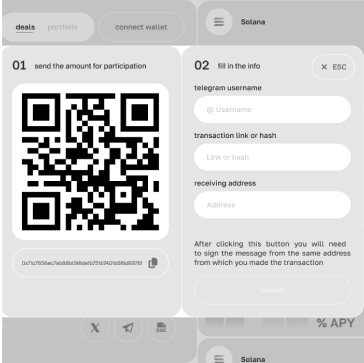 deals portfolio connect wallet
Solana
01 send the amount for participation
02 fill in the info
X ESC
telegram username
@ Username
transaction link or hash
Link or hash
receiving address
Address
After clicking this button you will need
to sign the message from the same address
from which you made the transaction
submit
% APY
DOC
Solana